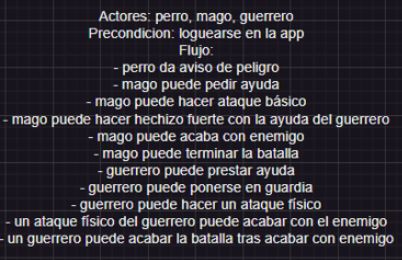 Actores: perro, mago, guerrero
Precondicion: loguearse en la app
Flujo:
- perro da aviso de peligro
- mago puede pedir ayuda
- mago puede hacer ataque básico
- mago puede hacer hechizo fuerte con la ayuda del guerrero
- mago puede acaba con enemigo
- mago puede terminar la batalla
- guerrero puede prestar ayuda
- guerrero puede ponerse en guardia
- guerrero puede hacer un ataque físico
- un ataque físico del guerrero puede acabar con el enemigo
- un guerrero puede acabar la batalla tras acabar con enemigo